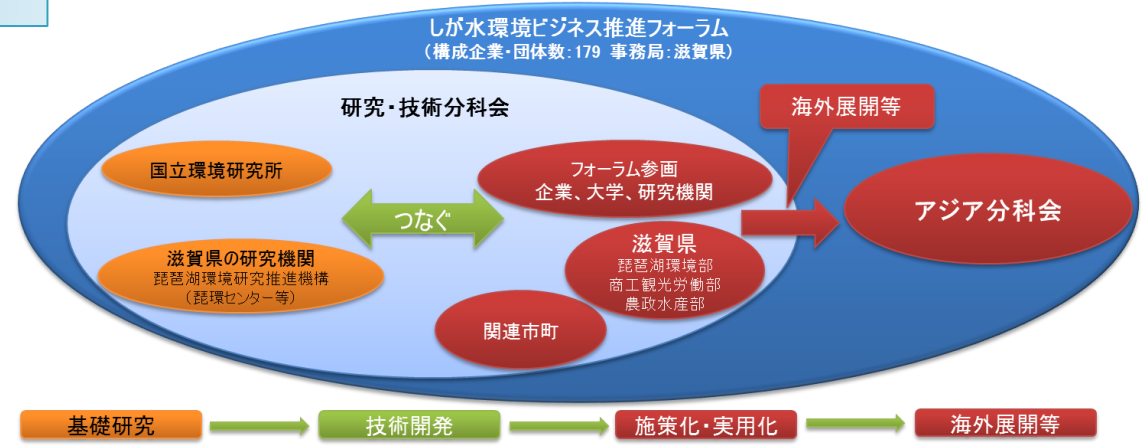 しが水環境ビジネス推進フォーラム
（構成企業・団体数：179 事務局：滋賀県）
研究・技術分科会
海外展開等
国立環境研究所
フォーラム参画
企業、大学、研究機関
つなぐ
アジア分科会
滋賀県の研究機関
琵琶湖環境研究推進機構
（琵環センター等）
滋賀県
琵琶湖環境部
商工観光労働部
農政水産部
関連市町
基礎研究
技術開発
施策化・実用化
海外展開等